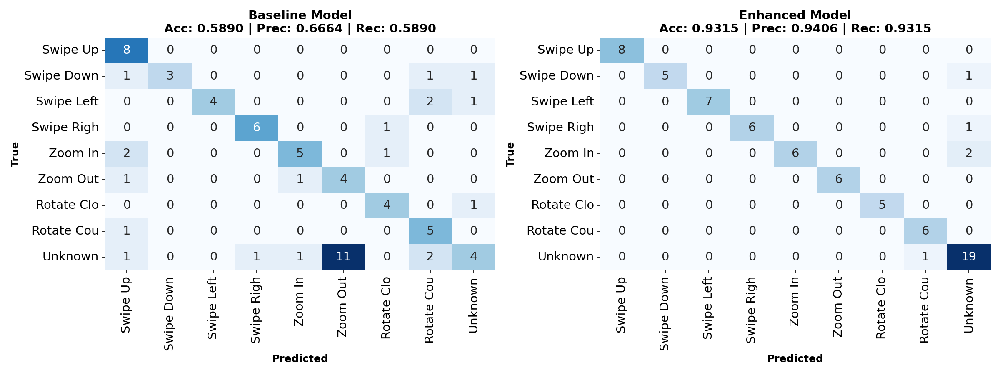 Baseline Model
Acc: 0.5890 | Prec: 0.6664 | Rec: 0.5890
True
Swipe Up 8 0 0 0 0 0 0 0 0
Swipe Down 1 3 0 0 0 0 0 1 1
Swipe Left 0 0 4 0 0 0 0 2 1
Swipe Righ 0 0 0 6 0 0 1 0 0
Zoom In 2 0 0 0 5 0 1 0 0
Zoom Out 1 0 0 0 1 4 0 0 0
Rotate Clo 0 0 0 0 0 0 4 0 1
Rotate Cou 1 0 0 0 0 0 0 5 0
Unknown 1 0 0 1 1 11 0 2 4
Swipe Up
Swipe Down
Swipe Left
Swipe Righ
Zoom In
Zoom Out
Rotate Clo
Rotate Cou
Unknown
Predicted
Enhanced Model
Acc: 0.9315 | Prec: 0.9406 | Rec: 0.9315
True
Swipe Up 8 0 0 0 0 0 0 0 0
Swipe Down 0 5 0 0 0 0 0 0 1
Swipe Left 0 0 7 0 0 0 0 0 0
Swipe Righ 0 0 0 6 0 0 0 0 1
Zoom In 0 0 0 0 6 0 0 0 2
Zoom Out 0 0 0 0 0 6 0 0 0
Rotate Clo 0 0 0 0 0 0 5 0 0
Rotate Cou 0 0 0 0 0 0 0 6 0
Unknown 0 0 0 0 0 0 0 1 19
Swipe Up
Swipe Down
Swipe Left
Swipe Righ
Zoom In
Zoom Out
Rotate Clo
Rotate Cou
Unknown
Predicted